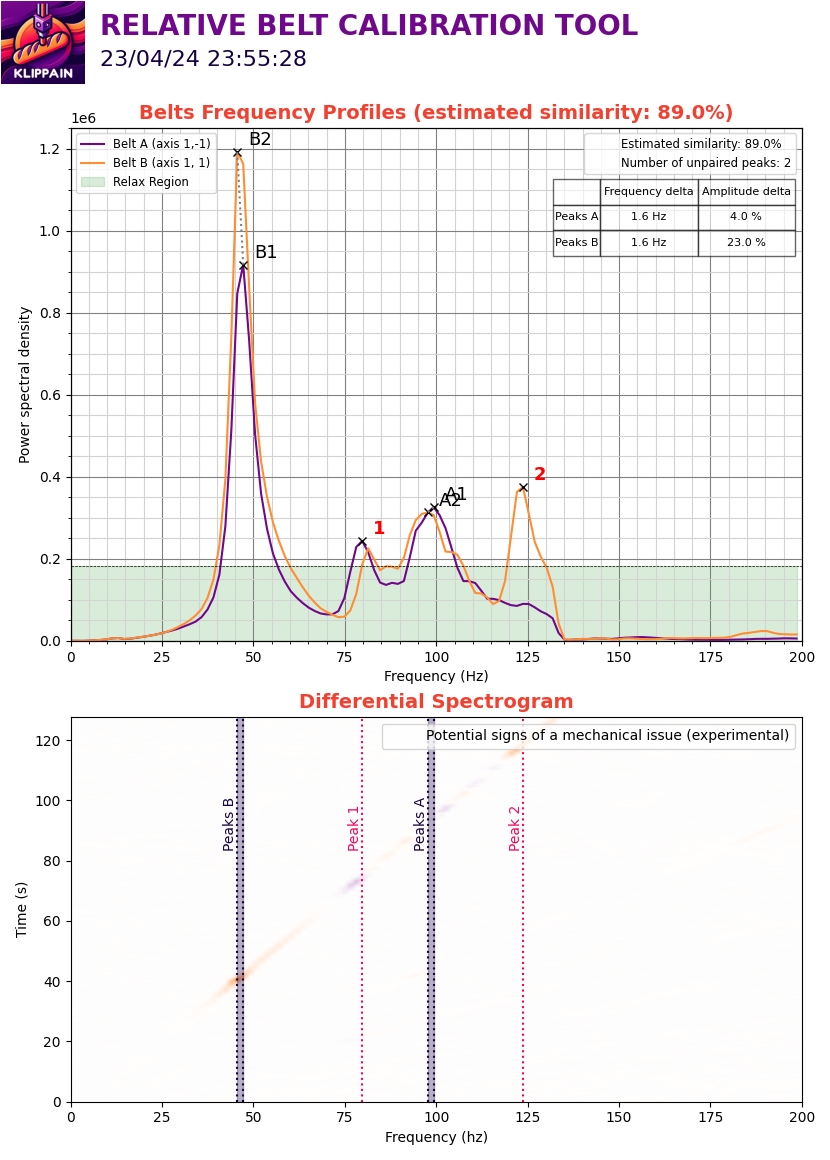 KLIPPAIN
RELATIVE BELT CALIBRATION TOOL
23/04/24 23:55:28
Belts Frequency Profiles (estimated similarity: 89.0%)
1e6
Belt A (axis 1,-1)
Belt B (axis 1, 1)
Relax Region
Estimated similarity: 89.0%
Number of unpaired peaks: 2
Frequency delta Amplitude delta
Peaks A 1.6 Hz 4.0 %
Peaks B 1.6 Hz 23.0 %
B2
B1
1
A1
A2
2
Power spectral density
1.2
1.0
0.8
0.6
0.4
0.2
0.0
0 25 50 75 100 125 150 175 200
Frequency (Hz)
Differential Spectrogram
Potential signs of a mechanical issue (experimental)
Peaks B
Peak 1
Peaks A
Peak 2
Time (s)
120
100
80
60
40
20
0
0 25 50 75 100 125 150 175 200
Frequency (hz)